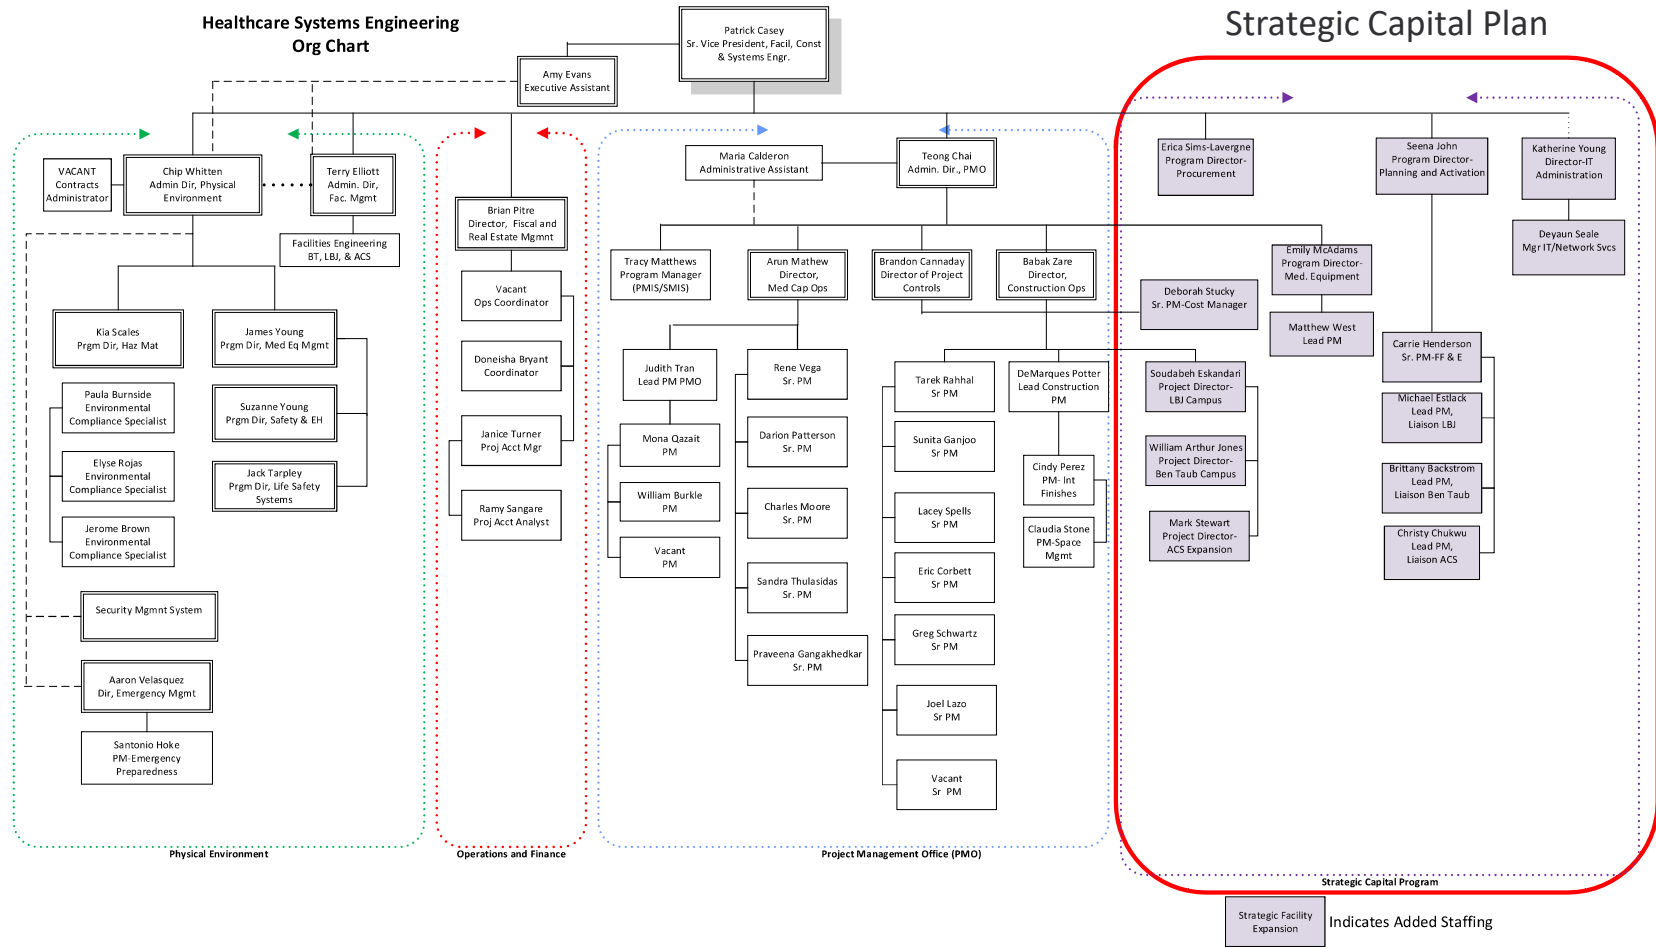 Healthcare Systems Engineering
Org Chart
Strategic Capital Plan
Patrick Casey
Sr. Vice President, Facil, Const
& Systems Engr.
Amy Evans
Executive Assistant
VACANT
Contracts
Administrator
Chip Whitten
Admin Dir, Physical
Environment
Terry Elliott
Admin. Dir,
Fac. Mgmt
Facilities Engineering
BT, LBJ, & ACS
Kia Scales
Prgm Dir, Haz Mat
James Young
Prgm Dir, Med Eq Mgmt
Paula Burnside
Environmental
Compliance Specialist
Suzanne Young
Prgm Dir, Safety & EH
Elyse Rojas
Environmental
Compliance Specialist
Jack Tarpley
Prgm Dir, Life Safety
Systems
Jerome Brown
Environmental
Compliance Specialist
Security Mgmnt System
Aaron Velasquez
Dir, Emergency Mgmt
Santonio Hoke
PM-Emergency
Preparedness
Physical Environment
Brian Pitre
Director, Fiscal and
Real Estate Mgmnt
Vacant
Ops Coordinator
Doneisha Bryant
Coordinator
Janice Turner
Proj Acct Mgr
Ramy Sangare
Proj Acct Analyst
Operations and Finance
Maria Calderon
Administrative Assistant
Teong Chai
Admin. Dir., PMO
Tracy Matthews
Program Manager
(PMIS/SMIS)
Arun Mathew
Director,
Med Cap Ops
Brandon Cannaday
Director of Project
Controls
Babak Zare
Director,
Construction Ops
Judith Tran
Lead PM PMO
Mona Qazait
PM
William Burkle
PM
Vacant
PM
Rene Vega
Sr. PM
Darion Patterson
Sr. PM
Charles Moore
Sr. PM
Sandra Thulasidas
Sr. PM
Praveena Gangakhedkar
Sr. PM
Tarek Rahhal
Sr PM
Sunita Ganjoo
Sr PM
Lacey Spells
Sr PM
Eric Corbett
Sr PM
Greg Schwartz
Sr PM
Joel Lazo
Sr PM
Vacant
Sr PM
DeMarques Potter
Lead Construction
PM
Cindy Perez
PM- Int
Finishes
Claudia Stone
PM-Space
Mgmt
Project Management Office (PMO)
Erica Sims-Lavergne
Program Director-
Procurement
Seena John
Program Director-
Planning and Activation
Katherine Young
Director-IT
Administration
Deyaun Seale
Mgr IT/Network Svcs
Emily McAdams
Program Director-
Med. Equipment
Deborah Stucky
Sr. PM-Cost Manager
Matthew West
Lead PM
Carrie Henderson
Sr. PM-FF & E
Soudabeh Eskandari
Project Director-
LBJ Campus
Michael Estlack
Lead PM,
Liaison LBJ
William Arthur Jones
Project Director-
Ben Taub Campus
Brittany Backstrom
Lead PM,
Liaison Ben Taub
Mark Stewart
Project Director-
ACS Expansion
Christy Chukwu
Lead PM,
Liaison ACS
Strategic Capital Program
Strategic Facility
Expansion
Indicates Added Staffing